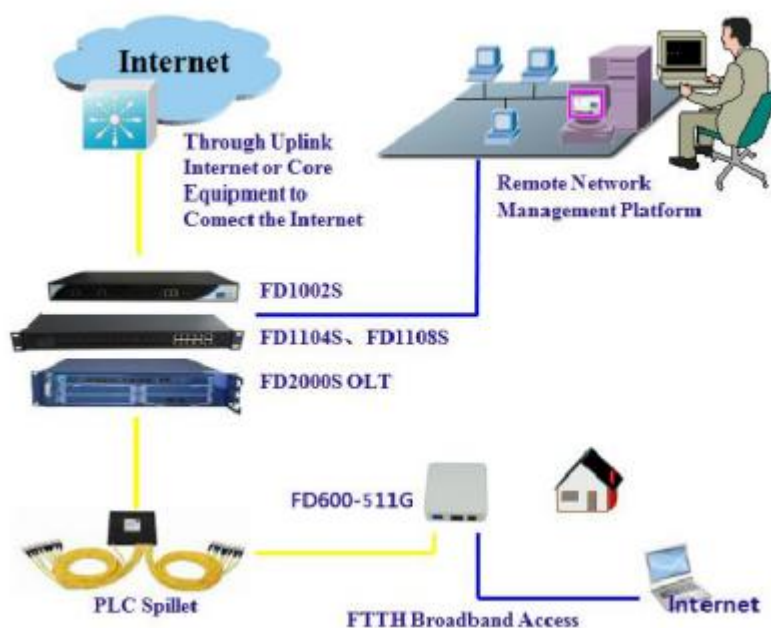 Internet
Through Uplink
Internet or Core
Equipment to
Comect the Internet
Remote Network
Management Platform
FD1002S
FD1104S、FD1108S
FD2000S OLT
FD600-511G
PLC Spillet
FTTH Broadband Access
Internet